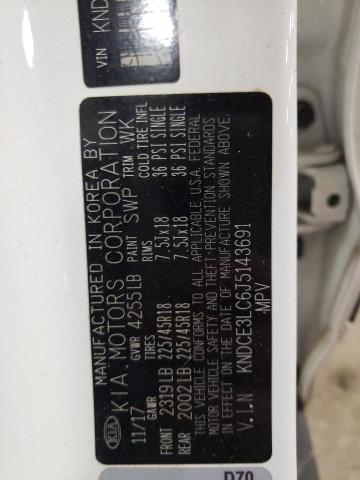 VIN KND
MANUFACTURED IN KOREA BY
KIA KIA MOTORS CORPORATION
11/17 GVWR 4255LB PAINT SWP TRIM WK
GAWR TIRES RIMS COLD TIRE INFL
FRONT 2319LB 225/45R18 7.5Jx18 36 PSI SINGLE
REAR 2002LB 225/45R18 7.5Jx18 36 PSI SINGLE
THIS VEHICLE CONFORMS TO ALL APPLICABLE U.S.A. FEDERAL
MOTOR VEHICLE SAFETY AND THEFT PREVENTION STANDARDS
IN EFFECT ON THE DATE OF MANUFACTURE SHOWN ABOVE.
V.I.N KNDCE3LC6J5143691
MPV
D70